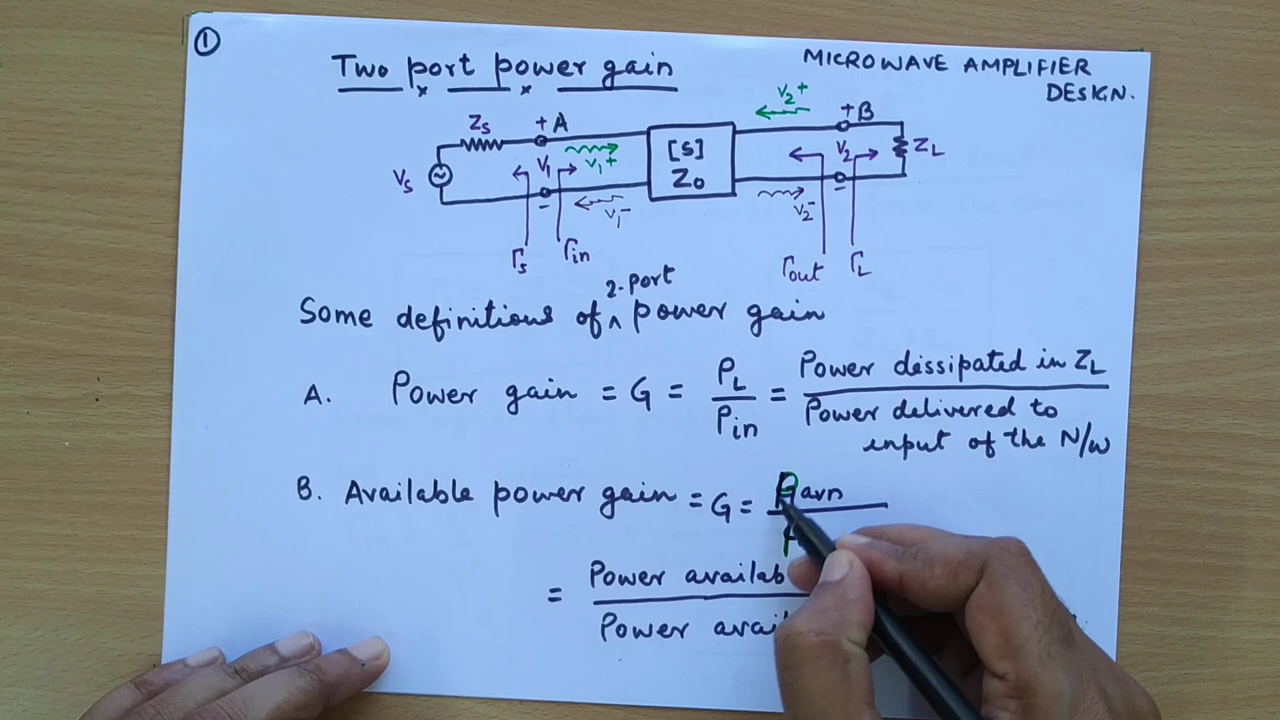 ①
Two port power gain
MICROWAVE AMPLIFIER
DESIGN.
V₂⁺
Zs + A + B
Vs V₁ V₁⁺ [S] V₂ ZL
Z₀
- V₁⁻ V₂⁻ -
Γs Γin Γout ΓL
2-port
Some definitions of ^ power gain
A. Power gain = G = PL / Pin = Power dissipated in ZL / Power delivered to
input of the N/w
B. Available power gain = G = Pavn
= Power availab
Power avai